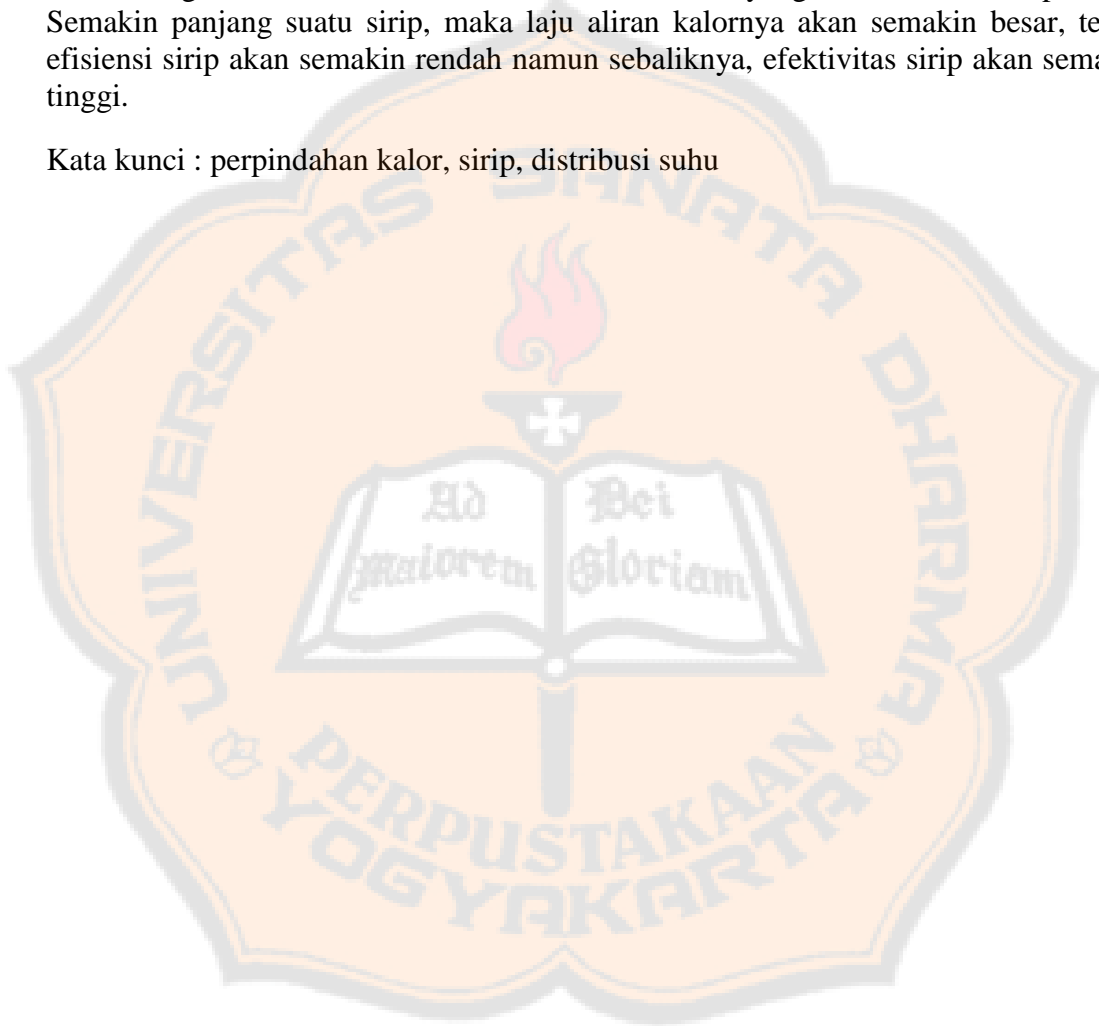 Semakin panjang suatu sirip, maka laju aliran kalornya akan semakin besar,
efisiensi sirip akan semakin rendah namun sebaliknya, efektivitas sirip akan
tinggi.
Kata kunci : perpindahan kalor, sirip, distribusi suhu
UNIVERSITAS SANATA DHARMA
Ad
Maiorem
Dei
Gloriam
PERPUSTAKAAN
YOGYAKARTA